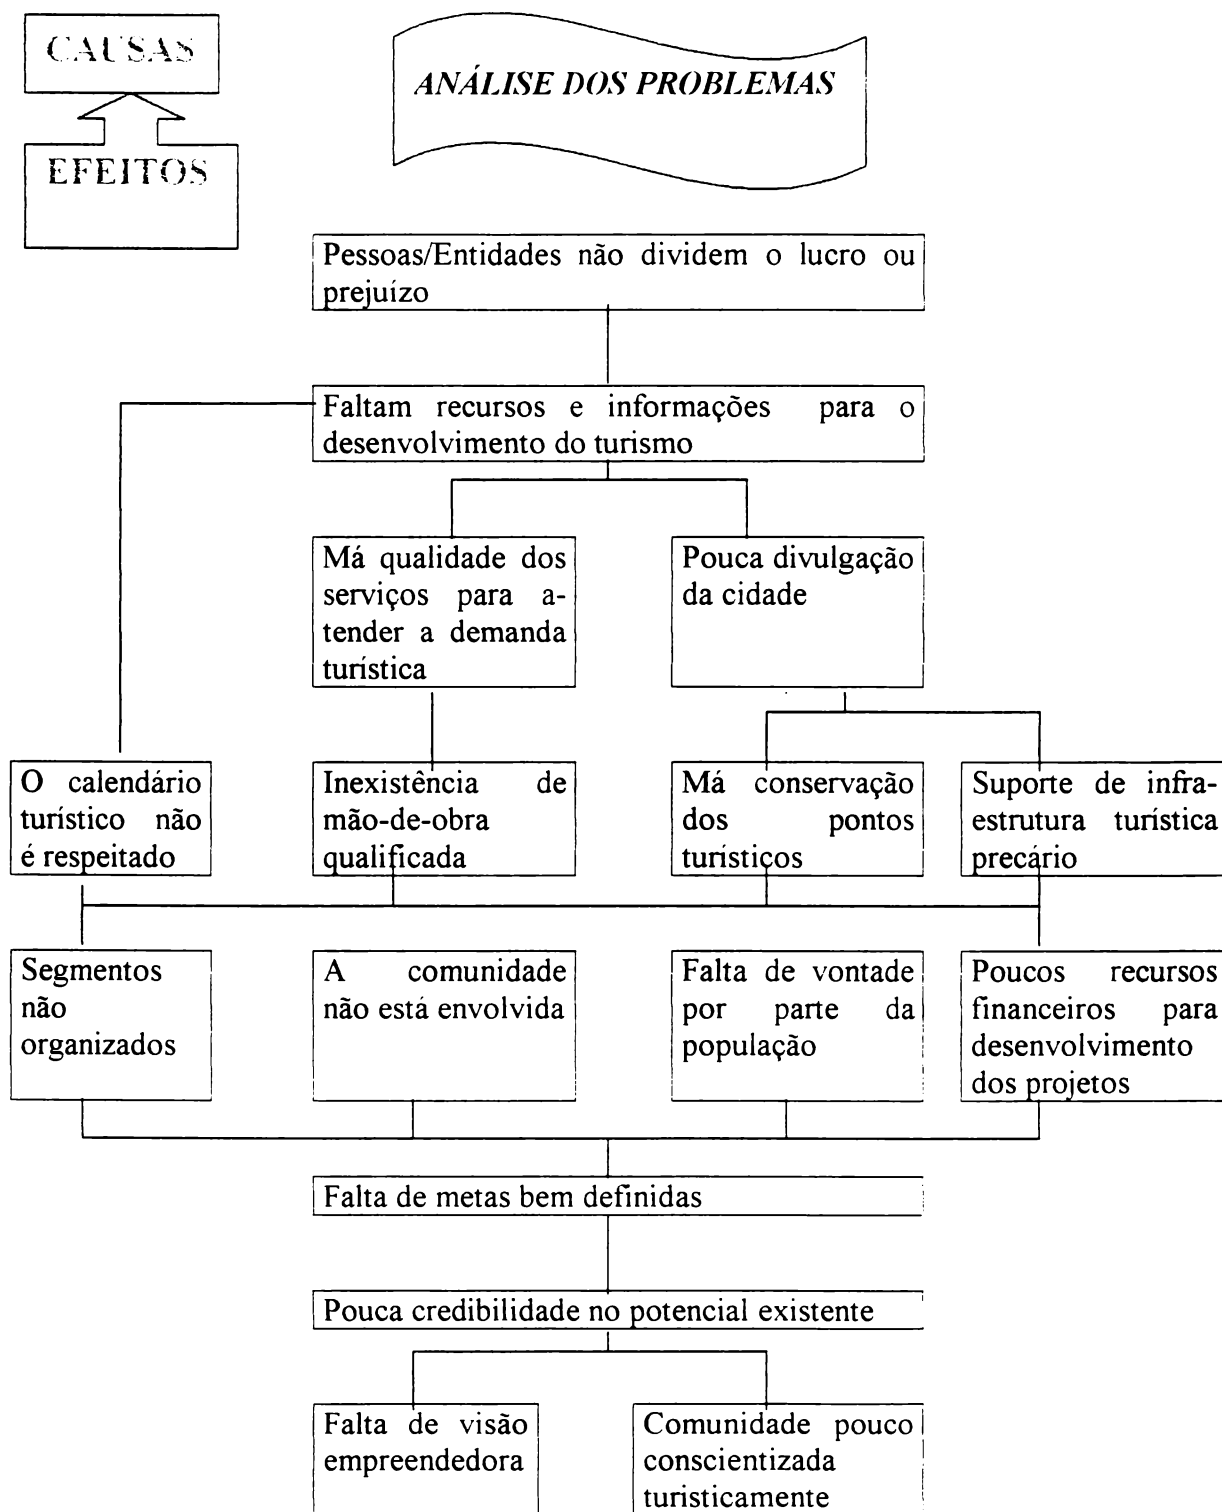 CAUSAS
ANÁLISE DOS PROBLEMAS
EFEITOS
Pessoas/Entidades não dividem o lucro ou
prejuízo
Faltam recursos e informações para o
desenvolvimento do turismo
Má qualidade dos
serviços para a-
tender a demanda
turística
Pouca divulgação
da cidade
O calendário
turístico não
é respeitado
Inexistência de
mão-de-obra
qualificada
Má conservação
dos pontos
turísticos
Suporte de infra-
estrutura turística
precário
Segmentos
não
organizados
A comunidade
não está envolvida
Falta de vontade
por parte da
população
Poucos recursos
financeiros para
desenvolvimento
dos projetos
Falta de metas bem definidas
Pouca credibilidade no potencial existente
Falta de visão
empreendedora
Comunidade pouco
conscientizada
turisticamente